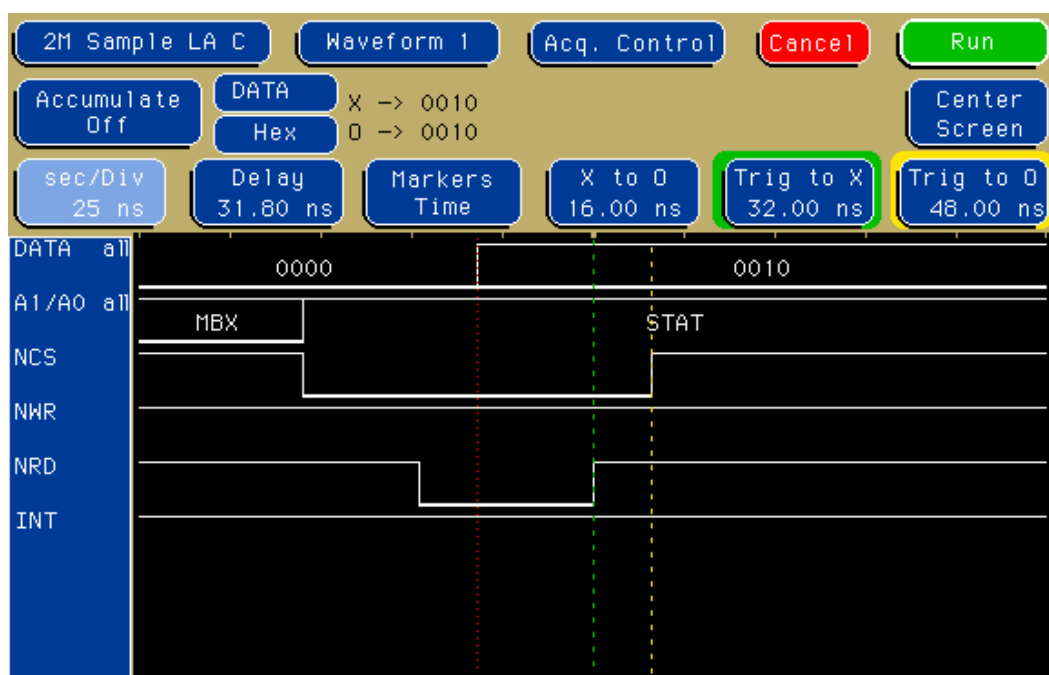 2M Sample LA C
Waveform 1
Acq. Control
Cancel
Run
Accumulate
Off
DATA
Hex
X -> 0010
O -> 0010
Center
Screen
sec/Div
25 ns
Delay
31.80 ns
Markers
Time
X to O
16.00 ns
Trig to X
32.00 ns
Trig to O
48.00 ns
DATA all
0000
0010
A1/A0 all
MBX
STAT
NCS
NWR
NRD
INT